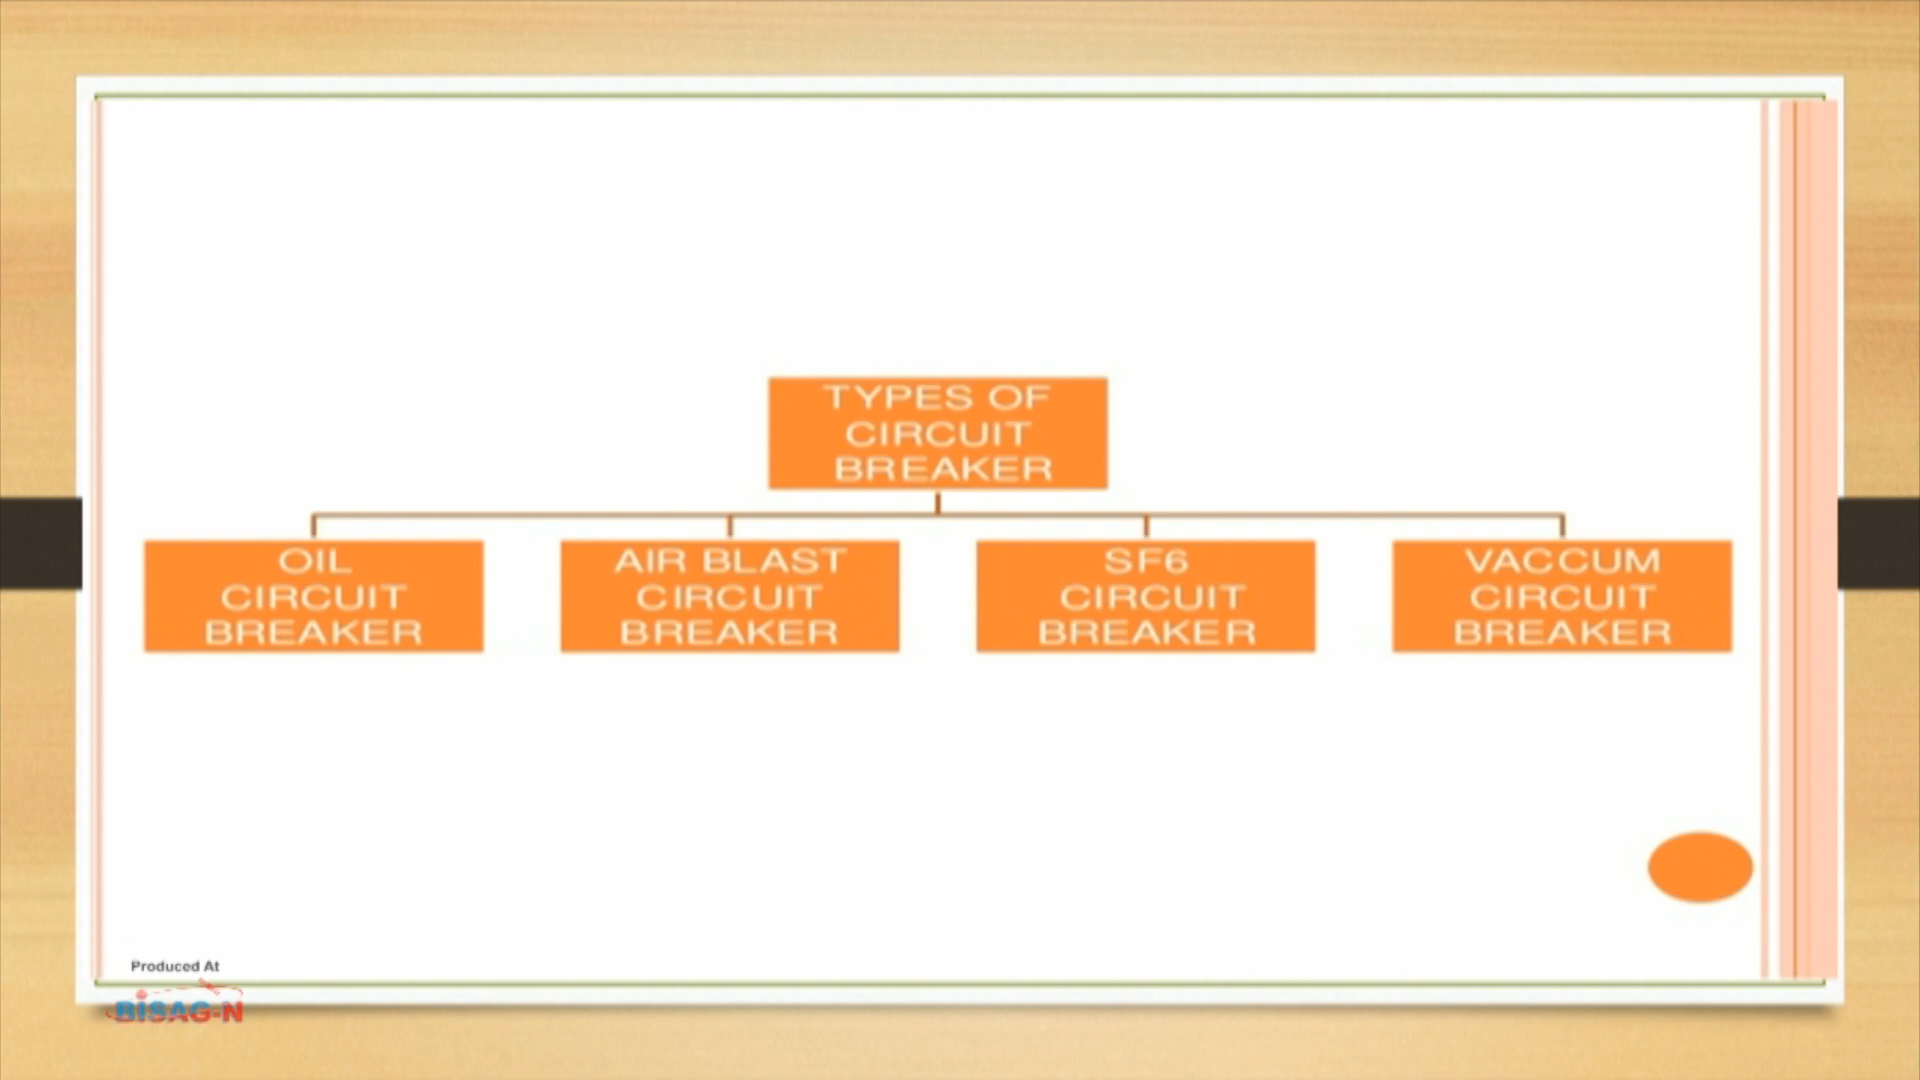 TYPES OF
CIRCUIT
BREAKER
OIL
CIRCUIT
BREAKER
AIR BLAST
CIRCUIT
BREAKER
SF6
CIRCUIT
BREAKER
VACCUM
CIRCUIT
BREAKER
Produced At
BISAG-N